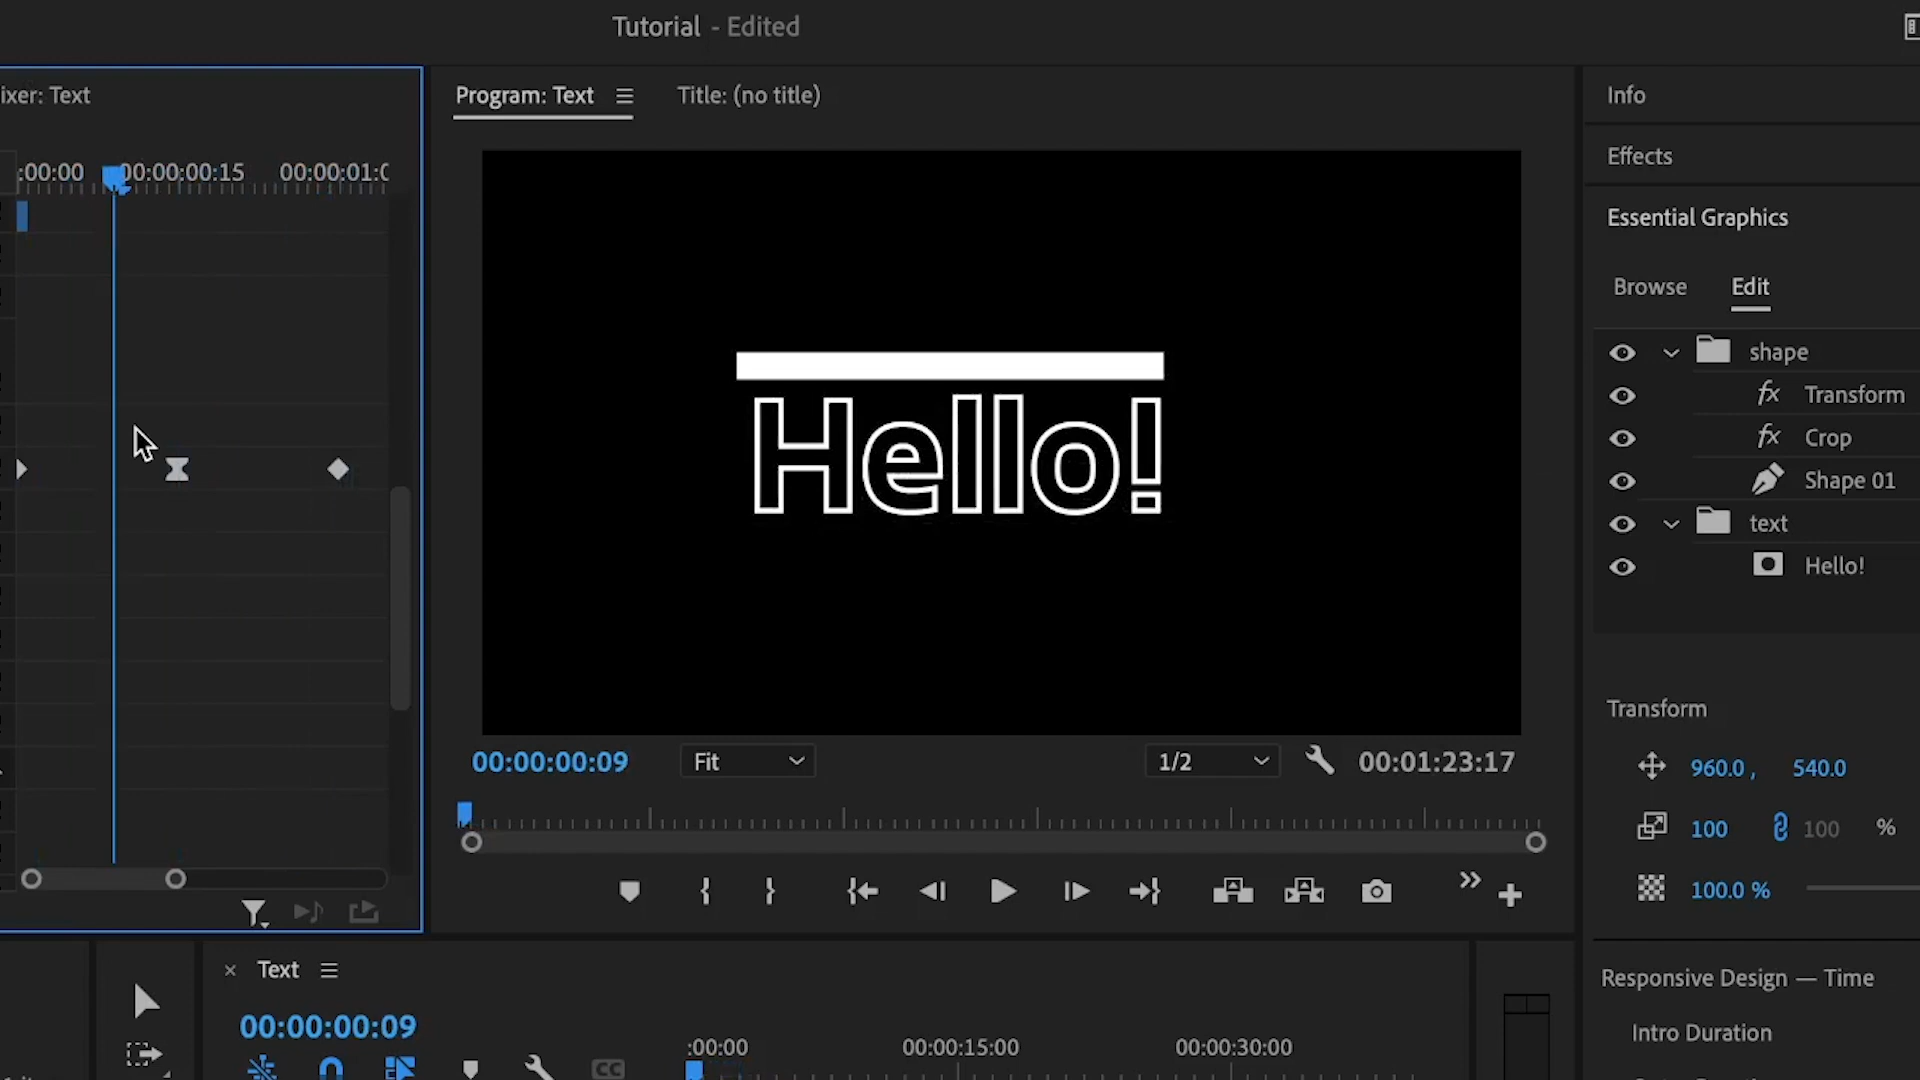 Tutorial - Edited
ixer: Text
Program: Text
Title: (no title)
Info
:00:00
00:00:00:15
00:00:01:0
Effects
Essential Graphics
Browse
Edit
shape
fx Transform
fx Crop
Shape 01
text
Hello!
Hello!
Transform
960.0 , 540.0
100 100 %
100.0 %
00:00:00:09
Fit
1/2
00:01:23:17
Responsive Design — Time
Intro Duration
× Text
00:00:00:09
:00:00
00:00:15:00
00:00:30:00
CC